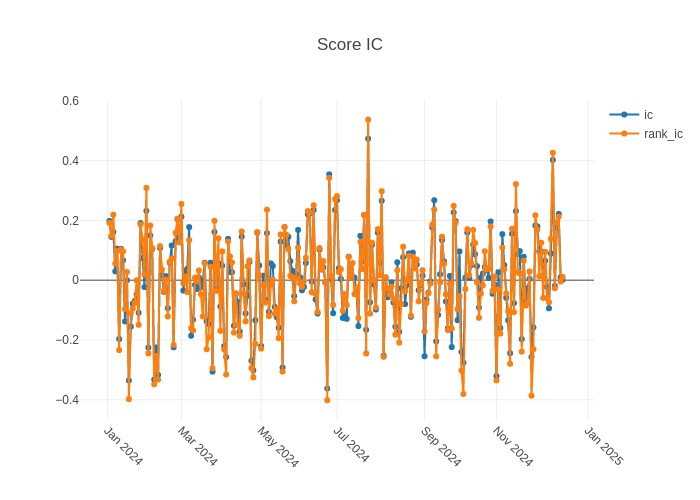 Score IC
0.6
0.4
0.2
0
−0.2
−0.4
Jan 2024
Mar 2024
May 2024
Jul 2024
Sep 2024
Nov 2024
Jan 2025
ic
rank_ic